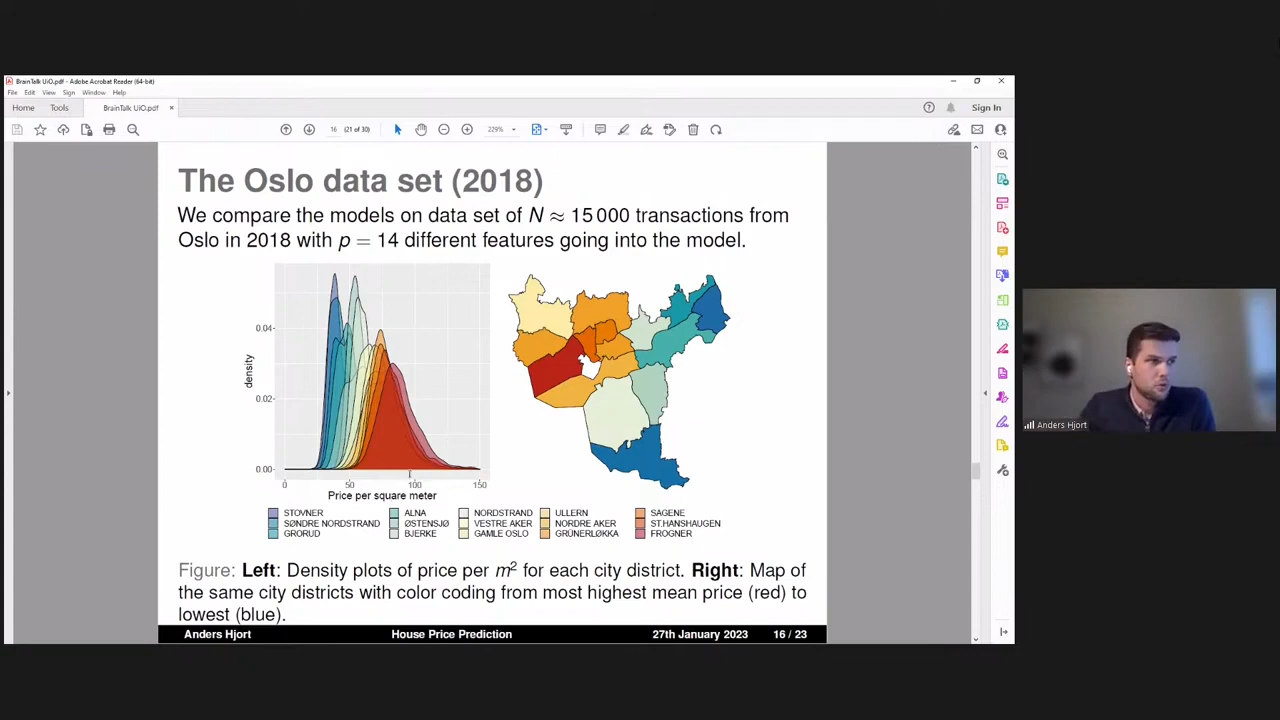 BrainTalk UiO.pdf - Adobe Acrobat Reader (64-bit)
File Edit View Sign Window Help
Home Tools BrainTalk UiO.pdf × Sign In
16 (21 of 30) 229%
The Oslo data set (2018)
We compare the models on data set of N ≈ 15 000 transactions from
Oslo in 2018 with p = 14 different features going into the model.
0.04
0.02
0.00
density
0 50 100 150
Price per square meter
STOVNER ALNA NORDSTRAND ULLERN SAGENE
SØNDRE NORDSTRAND ØSTENSJØ VESTRE AKER NORDRE AKER ST.HANSHAUGEN
GRORUD BJERKE GAMLE OSLO GRÜNERLØKKA FROGNER
Figure: Left: Density plots of price per m² for each city district. Right: Map of
the same city districts with color coding from most highest mean price (red) to
lowest (blue).
Anders Hjort House Price Prediction 27th January 2023 16 / 23
Anders Hjort